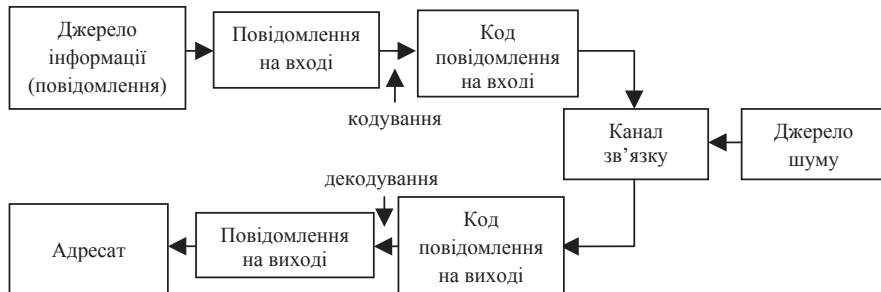 Джерело
інформації
(повідомлення)
Повідомлення
на вході
Код
повідомлення
на вході
кодування
Канал
зв’язку
Джерело
шуму
декодування
Адресат
Повідомлення
на виході
Код
повідомлення
на виході